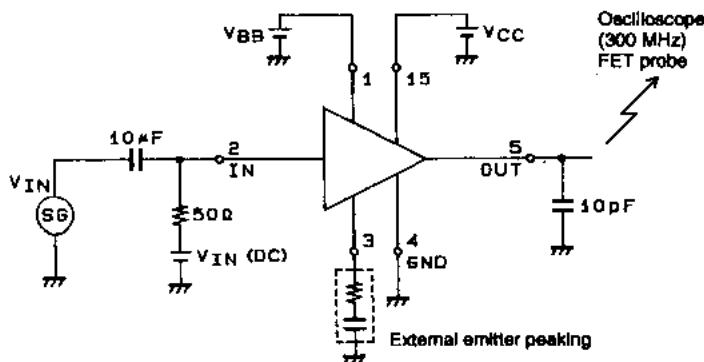 Oscilloscope
(300 MHz)
FET probe
VBB
VCC
1
15
10μF
2
IN
5
OUT
VIN
SG
50Ω
10pF
VIN (DC)
3
4
GND
External emitter peaking